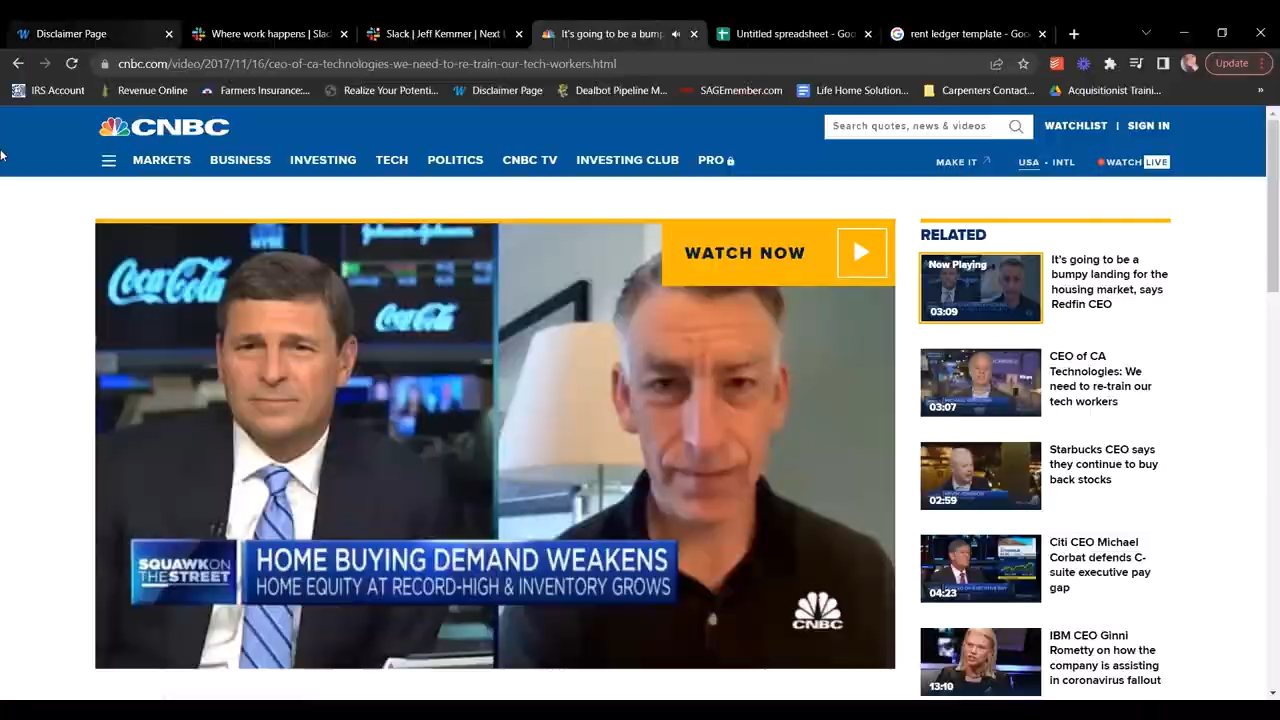 Disclaimer Page
Where work happens | Slac
Slack | Jeff Kemmer | Next
It's going to be a bump
Untitled spreadsheet - Goo
rent ledger template - Goo
cnbc.com/video/2017/11/16/ceo-of-ca-technologies-we-need-to-re-train-our-tech-workers.html
Update
IRS Account
Revenue Online
Farmers Insurance:...
Realize Your Potenti...
Disclaimer Page
Dealbot Pipeline M...
SAGEmember.com
Life Home Solution...
Carpenters Contact...
Acquisitionist Traini...
CNBC
Search quotes, news & videos
WATCHLIST | SIGN IN
MARKETS BUSINESS INVESTING TECH POLITICS CNBC TV INVESTING CLUB PRO
MAKE IT USA - INTL WATCH LIVE
WATCH NOW
Coca-Cola
Johnson & Johnson
Coca-Cola
SQUAWK ON
THE STREET
HOME BUYING DEMAND WEAKENS
HOME EQUITY AT RECORD-HIGH & INVENTORY GROWS
CNBC
RELATED
Now Playing
03:09
It's going to be a
bumpy landing for the
housing market, says
Redfin CEO
03:07
CEO of CA
Technologies: We
need to re-train our
tech workers
02:59
Starbucks CEO says
they continue to buy
back stocks
04:23
Citi CEO Michael
Corbat defends C-
suite executive pay
gap
13:10
IBM CEO Ginni
Rometty on how the
company is assisting
in coronavirus fallout